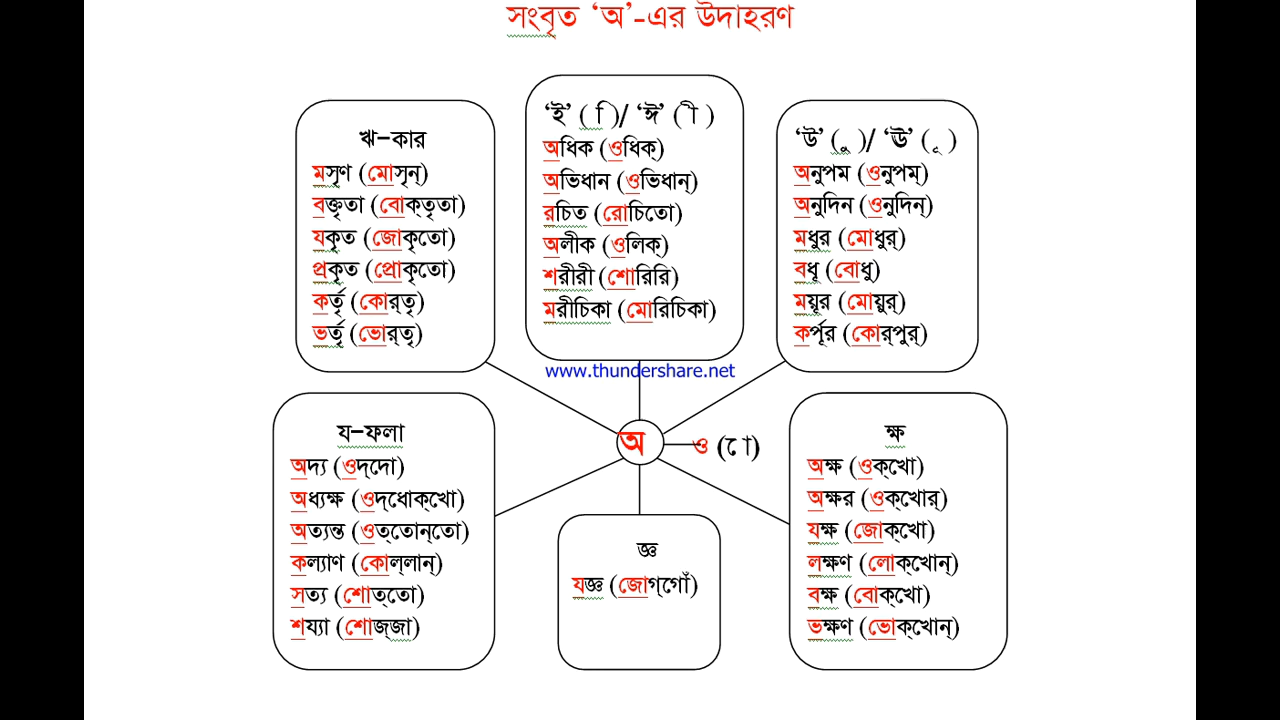 সংবৃত ‘অ’-এর উদাহরণ
ঋ-কার
মসৃণ (মোসৃন্)
বক্তৃতা (বোক্তৃতা)
যকৃত (জোকৃতো)
প্রকৃত (প্রোকৃতো)
কর্তৃ (কোর্‌তৃ)
ভর্তৃ (ভোর্‌তৃ)
‘ই’ ( ি )/ ‘ঈ’ ( ী )
অধিক (ওধিক্)
অভিধান (ওভিধান্)
রচিত (রোচিতো)
অলীক (ওলিক্)
শরীরী (শোরিরি)
মরীচিকা (মোরিচিকা)
‘উ’ ( ু )/ ‘ঊ’ ( ূ )
অনুপম (ওনুপম্)
অনুদিন (ওনুদিন্)
মধুর (মোধুর্)
বধূ (বোধু)
ময়ূর (মোয়ুর্)
কর্পূর (কোর্‌পুর্)
www.thundershare.net
অ ও (ো)
য-ফলা
অদ্য (ওদ্‌দো)
অধ্যক্ষ (ওদ্‌ধোক্‌খো)
অত্যন্ত (ওত্‌তোন্‌তো)
কল্যাণ (কোল্‌লান্)
সত্য (শোত্‌তো)
শয্যা (শোজ্‌জা)
জ্ঞ
যজ্ঞ (জোগ্‌গোঁ)
ক্ষ
অক্ষ (ওক্‌খো)
অক্ষর (ওক্‌খোর্)
যক্ষ (জোক্‌খো)
লক্ষণ (লোক্‌খোন্)
বক্ষ (বোক্‌খো)
ভক্ষণ (ভোক্‌খোন্)